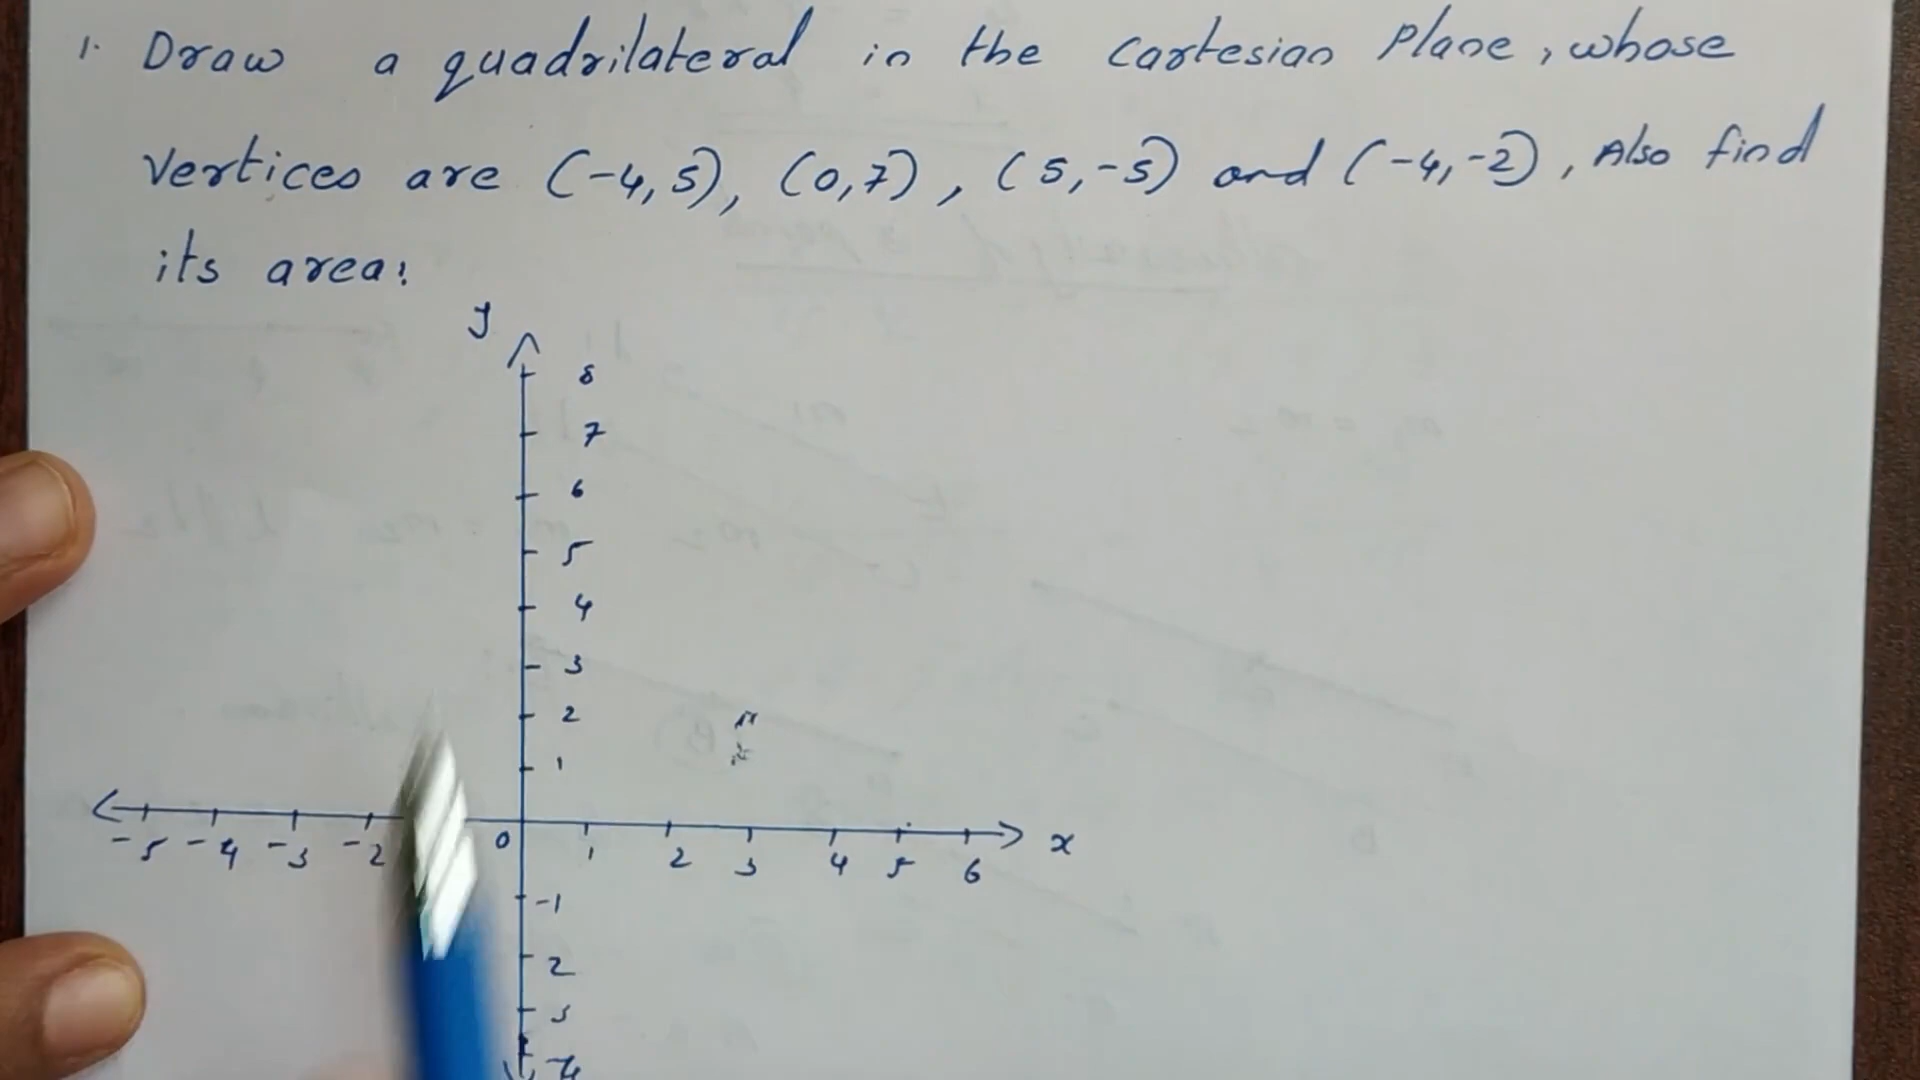 1. Draw a quadrilateral in the Cartesian Plane, whose
Vertices are (-4,5), (0,7), (5,-5) and (-4,-2), Also find
its area:
y
8
7
6
5
4
3
2
1
-5 -4 -3 -2 0 1 2 3 4 5 6 x
-1
-2
-3
-4